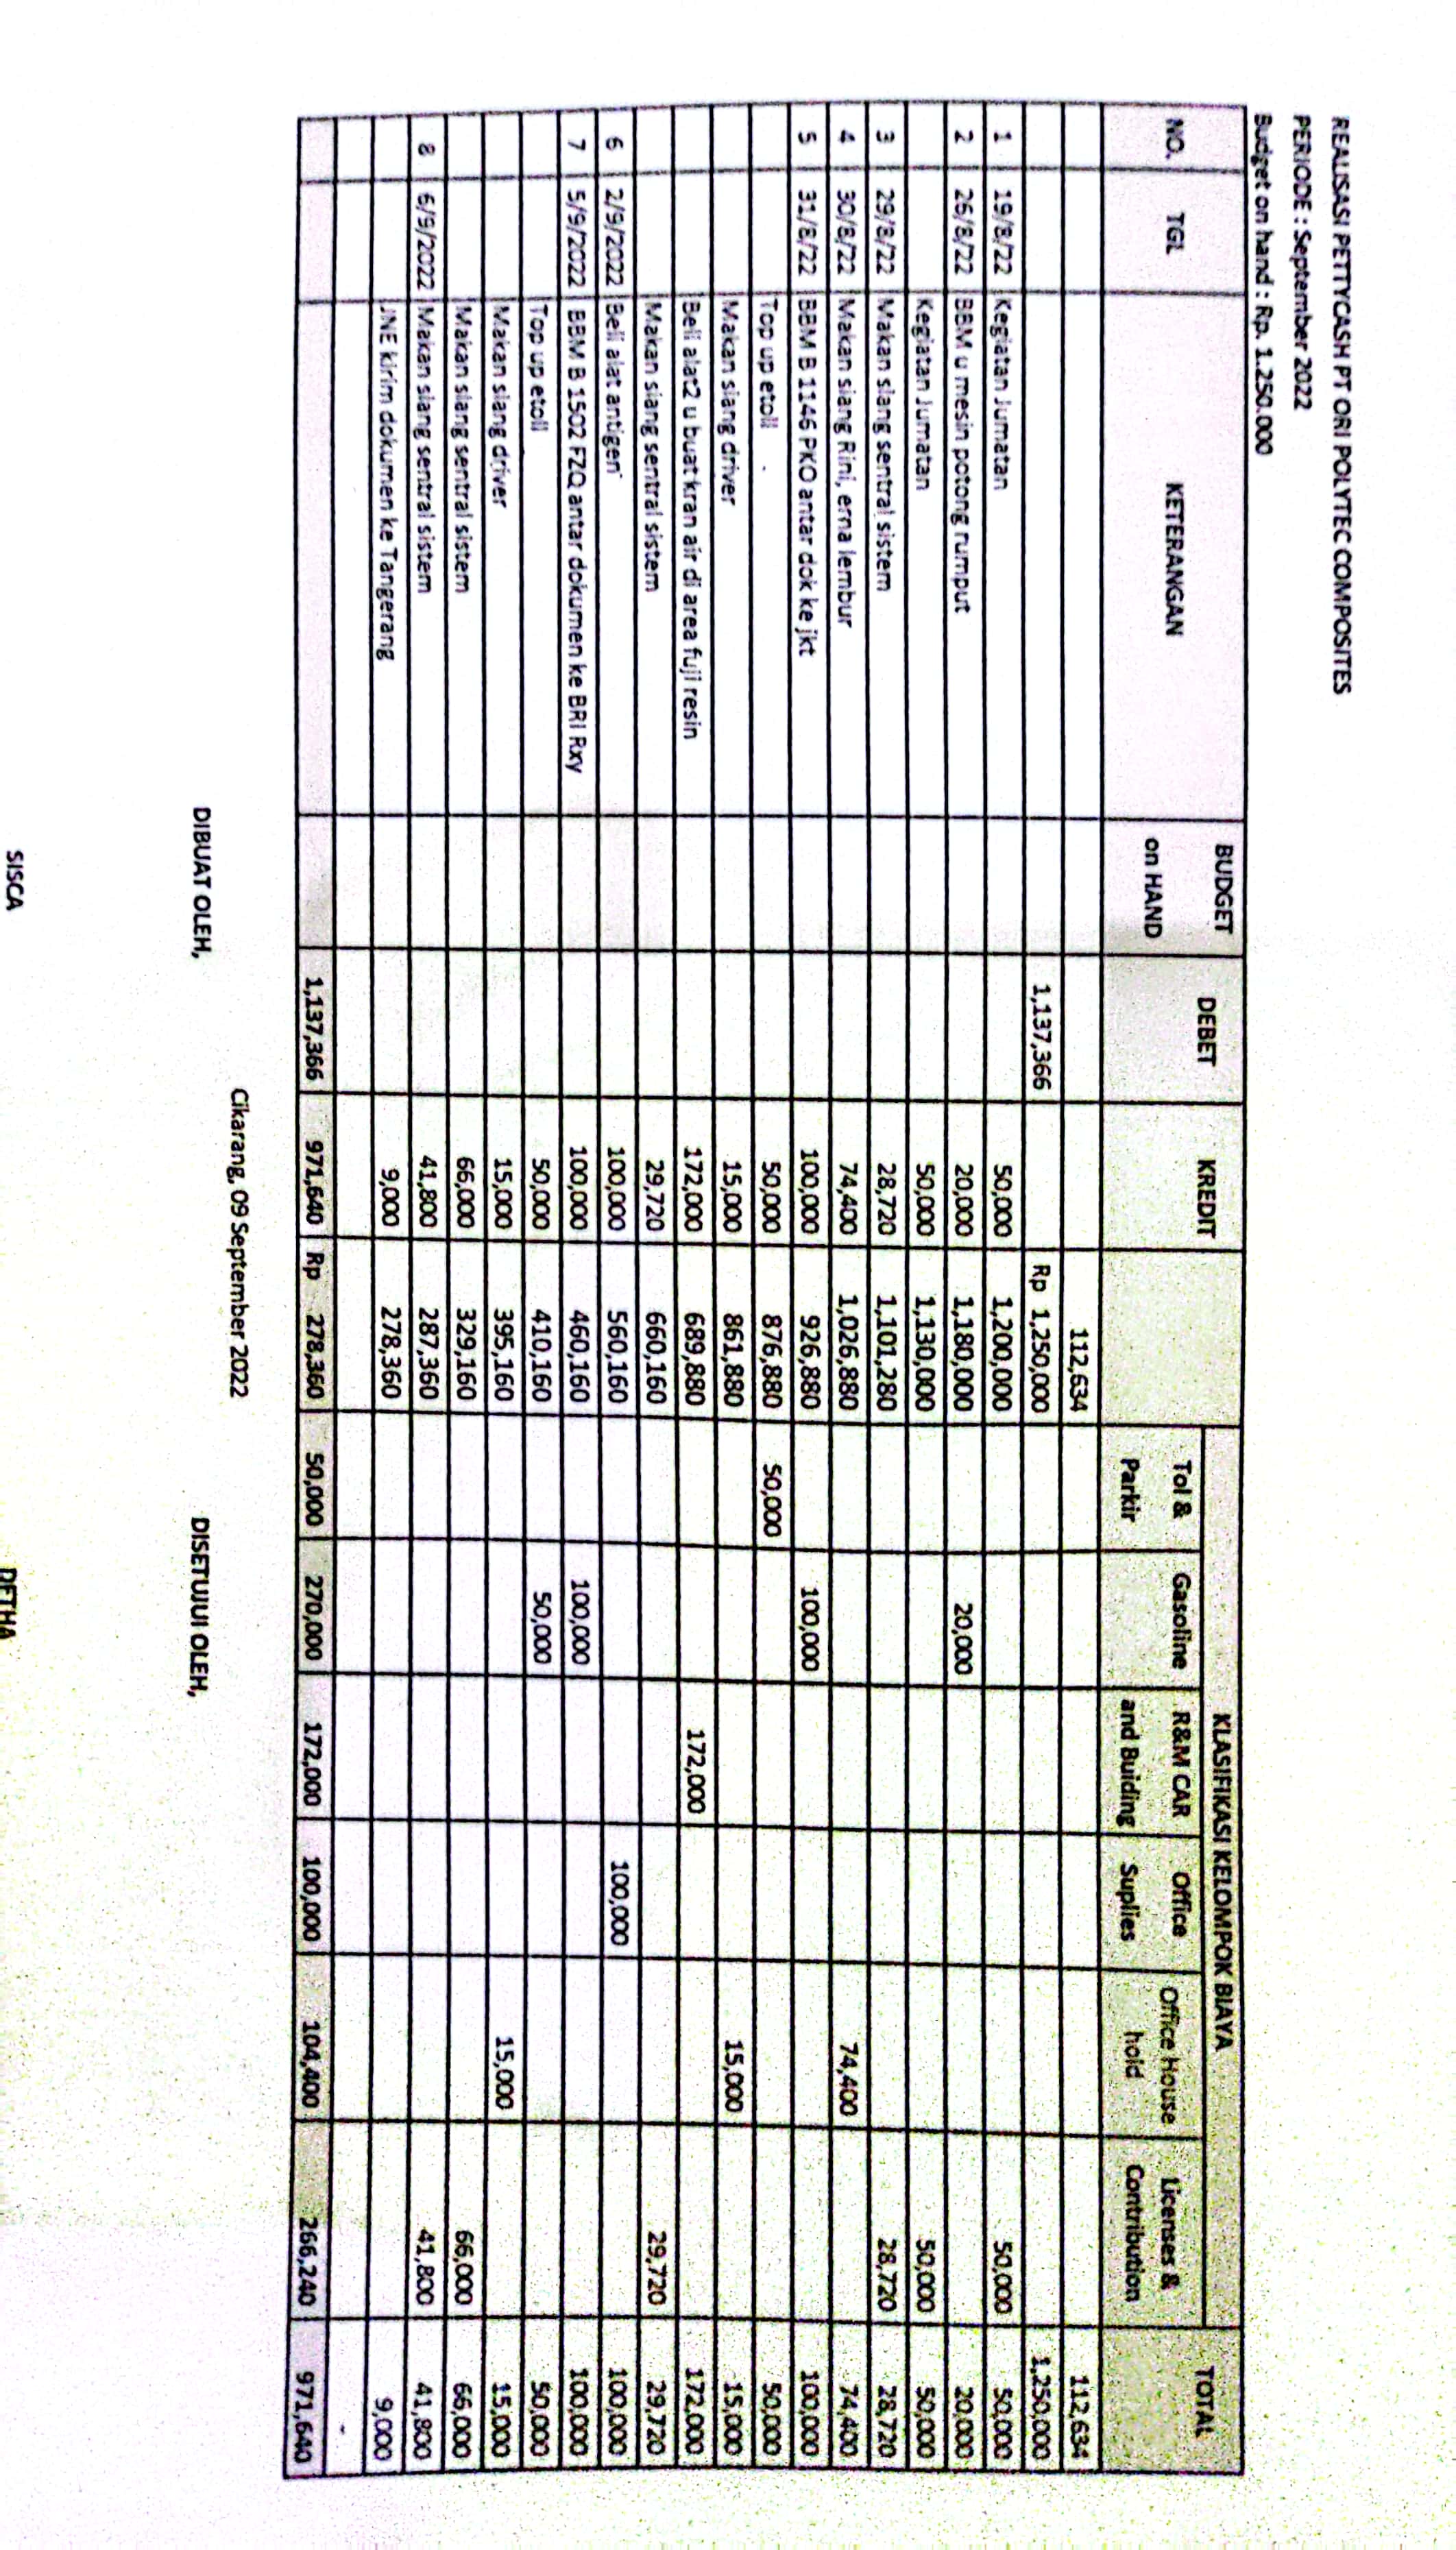 REALISASI PETTYCASH PT ORI POLYTEC COMPOSITES
PERIODE : September 2022
Budget on hand : Rp. 1.250.000
NO. TGL KETERANGAN BUDGET on HAND DEBET KREDIT KLASIFIKASI KELOMPOK BIAYA TOTAL
Tol & Parkir Gasoline R&M CAR and Buiding Office Suplies Office House hold Licenses & Contribution
112,634 112,634
1,137,366 Rp 1,250,000 1,250,000
1 19/8/22 Kegiatan Jumatan 50,000 1,200,000 50,000 50,000
2 26/8/22 BBM u mesin potong rumput 20,000 1,180,000 20,000 20,000
Kegiatan Jumatan 50,000 1,130,000 50,000 50,000
3 29/8/22 Makan siang sentral sistem 28,720 1,101,280 28,720 28,720
4 30/8/22 Makan siang Rini, erna lembur 74,400 1,026,880 74,400 74,400
5 31/8/22 BBM B 1146 PKO antar dok ke jkt 100,000 926,880 100,000 100,000
Top up etoll 50,000 876,880 50,000 50,000
Makan siang driver 15,000 861,880 15,000 15,000
Beli alat2 u buat kran air di area fuji resin 172,000 689,880 172,000 172,000
Makan siang sentral sistem 29,720 660,160 29,720 29,720
6 2/9/2022 Beli alat antigen 100,000 560,160 100,000 100,000
7 5/9/2022 BBM B 1502 FZQ antar dokumen ke BRI Rxy 100,000 460,160 100,000 100,000
Top up etoll 50,000 410,160 50,000 50,000
Makan siang driver 15,000 395,160 15,000 15,000
Makan siang sentral sistem 66,000 329,160 66,000 66,000
8 6/9/2022 Makan siang sentral sistem 41,800 287,360 41,800 41,800
JNE kirim dokumen ke Tangerang 9,000 278,360 9,000
-
1,137,366 971,640 Rp 278,360 50,000 270,000 172,000 100,000 104,400 266,240 971,640
Cikarang, 09 September 2022
DIBUAT OLEH, DISETUJUI OLEH,
SISCA DETHA